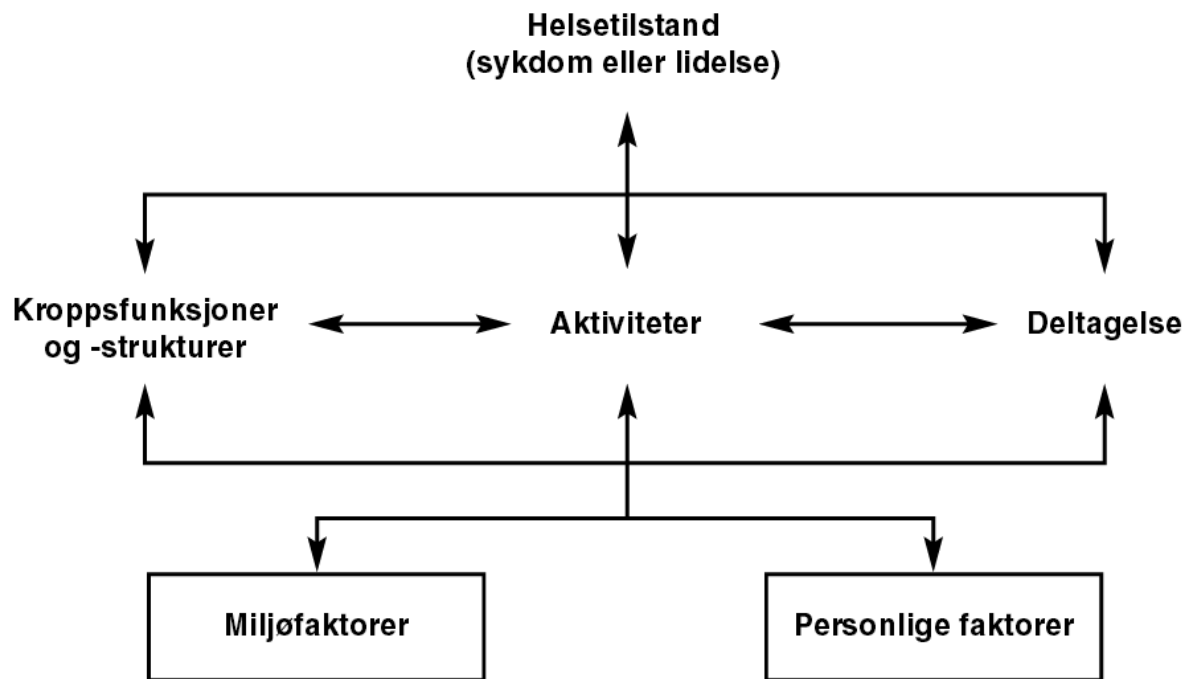 Helsetilstand
(sykdom eller lidelse)
Kroppsfunksjoner
og -strukturer
Aktiviteter
Deltagelse
Miljøfaktorer
Personlige faktorer